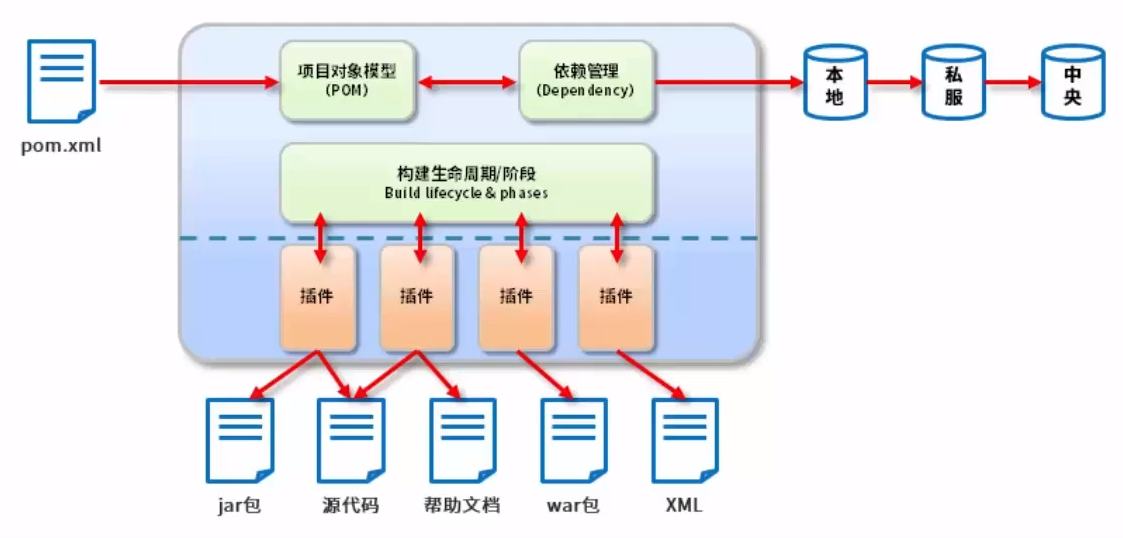 项目对象模型
(POM)
依赖管理
(Dependency)
本
地
私
服
中
央
pom.xml
构建生命周期/阶段
Build lifecycle & phases
插件
插件
插件
插件
jar包
源代码
帮助文档
war包
XML